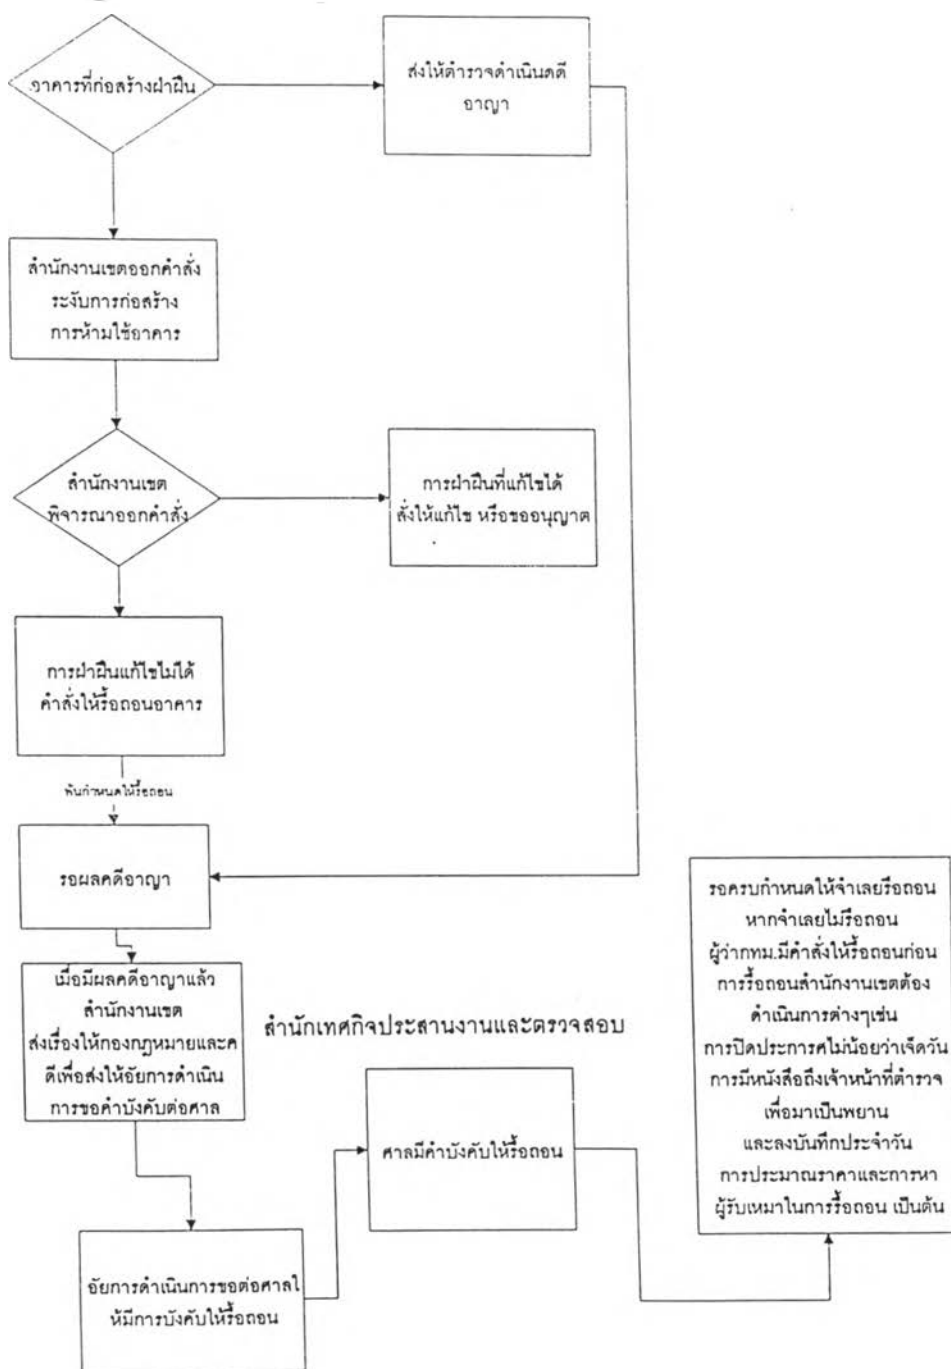 อาคารที่ก่อสร้างฝ่าฝืน
ส่งให้ตำรวจดำเนินคดี
อาญา
สำนักงานเขตออกคำสั่ง
ระงับการก่อสร้าง
การห้ามใช้อาคาร
สำนักงานเขต
พิจารณาออกคำสั่ง
การฝ่าฝืนที่แก้ไขได้
สั่งให้แก้ไข หรือขออนุญาต
การฝ่าฝืนแก้ไขไม่ได้
คำสั่งให้รื้อถอนอาคาร
พ้นกำหนดให้รื้อถอน
รอผลคดีอาญา
เมื่อมีผลคดีอาญาแล้ว
สำนักงานเขต
ส่งเรื่องให้กองกฎหมายและค
ดีเพื่อส่งให้อัยการดำเนิน
การขอคำบังคับต่อศาล
สำนักเทศกิจประสานงานและตรวจสอบ
อัยการดำเนินการขอต่อศาลใ
ห้มีการบังคับให้รื้อถอน
ศาลมีคำบังคับให้รื้อถอน
รอครบกำหนดให้จำเลยรือถอน
หากจำเลยไม่รือถอน
ผู้ว่ากทม.มีคำสั่งให้รื้อถอนก่อน
การรื้อถอนสำนักงานเขตต้อง
ดำเนินการต่างๆเช่น
การปิดประการศไม่น้อยว่าเจ็ดวัน
การมีหนังสือถึงเจ้าหน้าที่ตำรวจ
เพื่อมาเป็นพยาน
และลงบันทึกประจำวัน
การประมาณราคาและการหา
ผู้รับเหมาในการรื้อถอน เป็นต้น